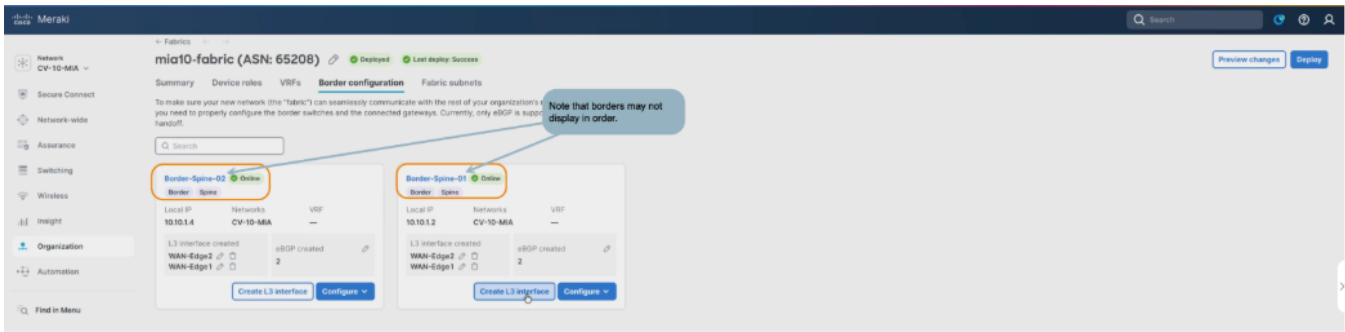 cisco Meraki
Search
Network
CV-10-MIA
Secure Connect
Network-wide
Assurance
Switching
Wireless
Insight
Organization
Automation
Find in Menu
← Fabrics ← →
mia10-fabric (ASN: 65208) Deployed Last deploy: Success
Preview changes Deploy
Summary Device roles VRFs Border configuration Fabric subnets
To make sure your new network (the "fabric") can seamlessly communicate with the rest of your organization's
you need to properly configure the border switches and the connected gateways. Currently, only eBGP is
handoff.
Note that borders may not
display in order.
Search
Border-Spine-02 Online
Border Spine
Local IP Networks VRF
10.10.1.4 CV-10-MIA —
L3 interface created
WAN-Edge2
WAN-Edge1
eBGP created
2
Create L3 interface Configure
Border-Spine-01 Online
Border Spine
Local IP Networks VRF
10.10.1.2 CV-10-MIA —
L3 interface created
WAN-Edge2
WAN-Edge1
eBGP created
2
Create L3 interface Configure